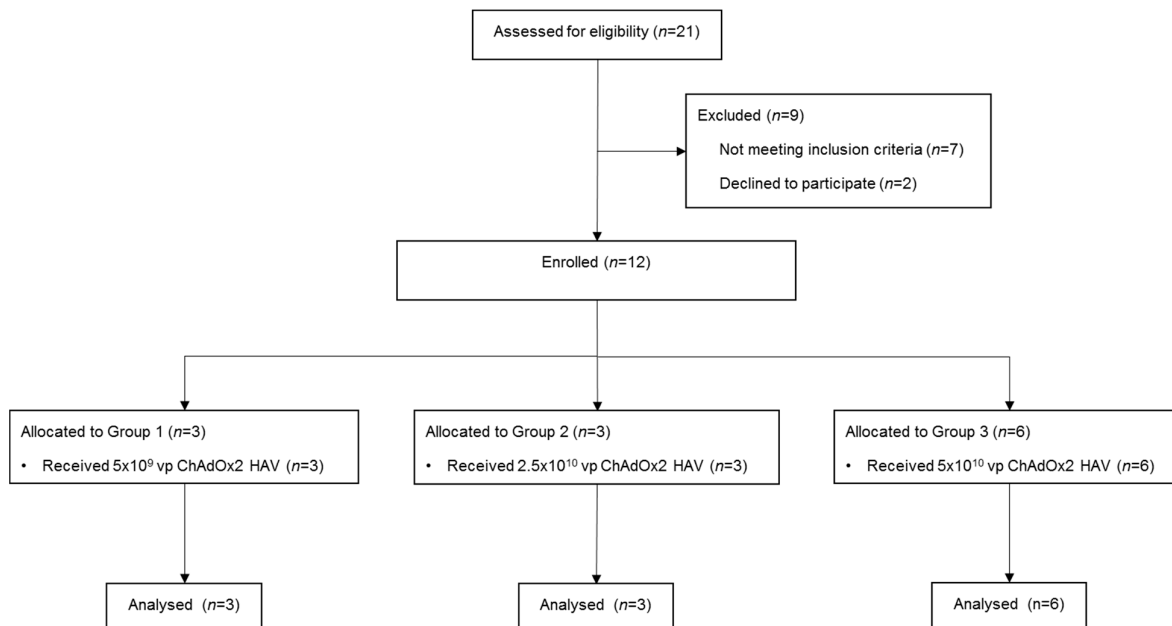 Assessed for eligibility (n=21)
Excluded (n=9)
Not meeting inclusion criteria (n=7)
Declined to participate (n=2)
Enrolled (n=12)
Allocated to Group 1 (n=3)
• Received 5x10⁹ vp ChAdOx2 HAV (n=3)
Allocated to Group 2 (n=3)
• Received 2.5x10¹⁰ vp ChAdOx2 HAV (n=3)
Allocated to Group 3 (n=6)
• Received 5x10¹⁰ vp ChAdOx2 HAV (n=6)
Analysed (n=3)
Analysed (n=3)
Analysed (n=6)